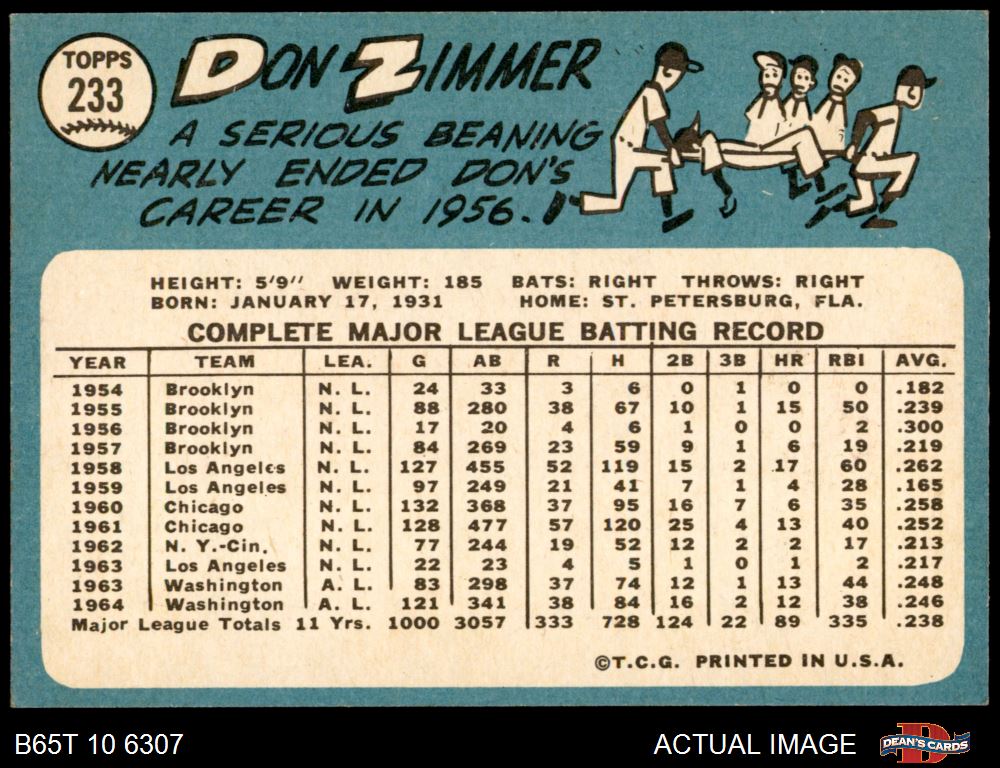 TOPPS
233
DON ZIMMER
A SERIOUS BEANING
NEARLY ENDED DON'S
CAREER IN 1956.
HEIGHT: 5'9" WEIGHT: 185 BATS: RIGHT THROWS: RIGHT
BORN: JANUARY 17, 1931 HOME: ST. PETERSBURG, FLA.
COMPLETE MAJOR LEAGUE BATTING RECORD
YEAR TEAM LEA. G AB R H 2B 3B HR RBI AVG.
1954 Brooklyn N. L. 24 33 3 6 0 1 0 0 .182
1955 Brooklyn N. L. 88 280 38 67 10 1 15 50 .239
1956 Brooklyn N. L. 17 20 4 6 1 0 0 2 .300
1957 Brooklyn N. L. 84 269 23 59 9 1 6 19 .219
1958 Los Angeles N. L. 127 455 52 119 15 2 17 60 .262
1959 Los Angeles N. L. 97 249 21 41 7 1 4 28 .165
1960 Chicago N. L. 132 368 37 95 16 7 6 35 .258
1961 Chicago N. L. 128 477 57 120 25 4 13 40 .252
1962 N. Y.-Cin. N. L. 77 244 19 52 12 2 2 17 .213
1963 Los Angeles N. L. 22 23 4 5 1 0 1 2 .217
1963 Washington A. L. 83 298 37 74 12 1 13 44 .248
1964 Washington A. L. 121 341 38 84 16 2 12 38 .246
Major League Totals 11 Yrs. 1000 3057 333 728 124 22 89 335 .238
©T.C.G. PRINTED IN U.S.A.
B65T 10 6307 ACTUAL IMAGE
DEAN'S CARDS